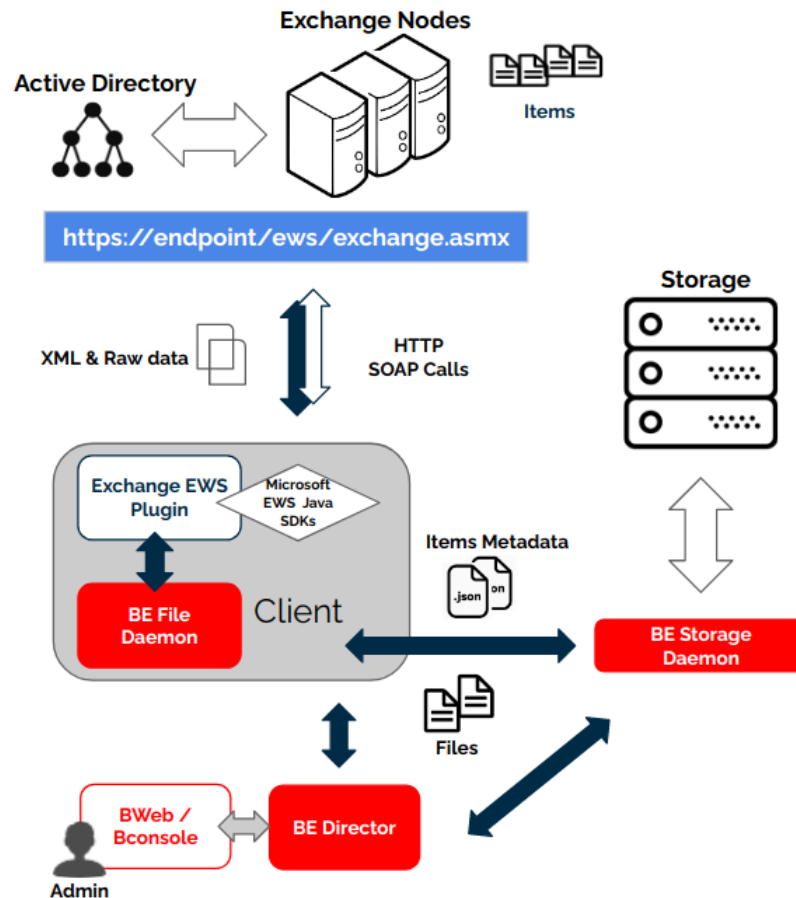 Exchange Nodes
Active Directory
Items
https://endpoint/ews/exchange.asmx
Storage
XML & Raw data
HTTP
SOAP Calls
Exchange EWS
Plugin
Microsoft
EWS Java
SDKs
Items Metadata
.json
on
BE File
Daemon
Client
BE Storage
Daemon
Files
BWeb /
Bconsole
BE Director
Admin